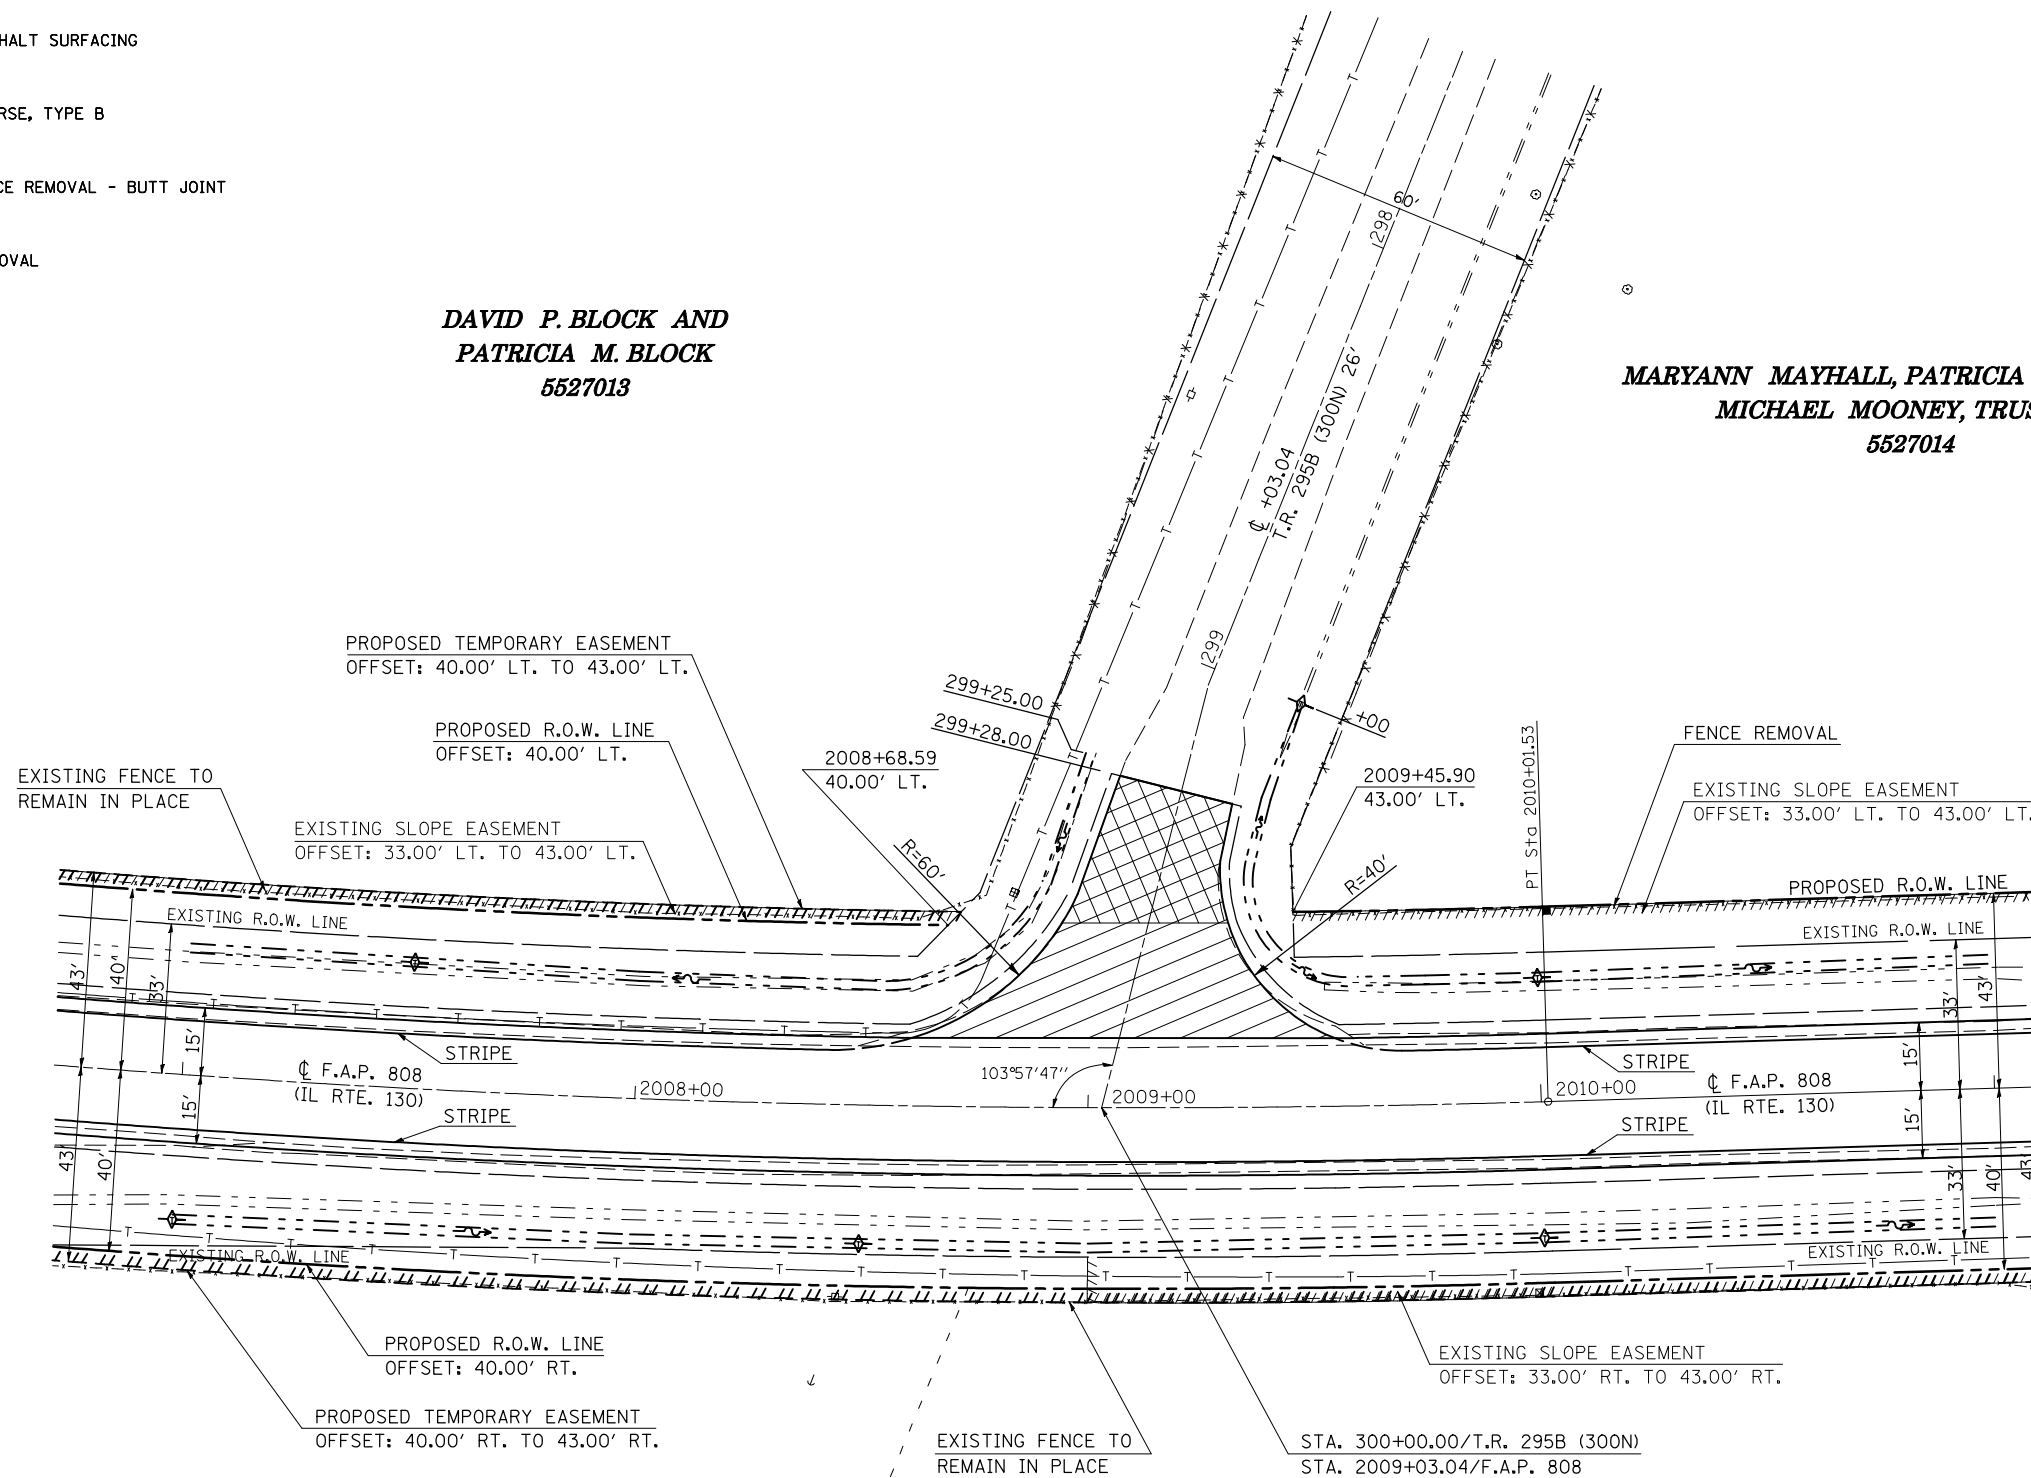 HALT SURFACING
RSE, TYPE B
CE REMOVAL - BUTT JOINT
OVAL
DAVID P. BLOCK AND
PATRICIA M. BLOCK
5527013
MARYANN MAYHALL, PATRICIA
MICHAEL MOONEY, TRUS
5527014
60'
298
℄ +03.04
T.R. 295B (300N) 26'
299
PROPOSED TEMPORARY EASEMENT
OFFSET: 40.00' LT. TO 43.00' LT.
PROPOSED R.O.W. LINE
OFFSET: 40.00' LT.
EXISTING FENCE TO
REMAIN IN PLACE
EXISTING SLOPE EASEMENT
OFFSET: 33.00' LT. TO 43.00' LT.
299+25.00
299+28.00
2008+68.59
40.00' LT.
+00
2009+45.90
43.00' LT.
PT Sta 2010+01.53
FENCE REMOVAL
EXISTING SLOPE EASEMENT
OFFSET: 33.00' LT. TO 43.00' LT.
R=60'
R=40'
PROPOSED R.O.W. LINE
EXISTING R.O.W. LINE
EXISTING R.O.W. LINE
43'
40'
33'
15'
33'
43'
15'
STRIPE
STRIPE
℄ F.A.P. 808
(IL RTE. 130)
2008+00
103°57'47"
2009+00
2010+00
℄ F.A.P. 808
(IL RTE. 130)
15'
STRIPE
STRIPE
15'
43'
40'
33'
40'
43'
EXISTING R.O.W. LINE
EXISTING R.O.W. LINE
PROPOSED R.O.W. LINE
OFFSET: 40.00' RT.
PROPOSED TEMPORARY EASEMENT
OFFSET: 40.00' RT. TO 43.00' RT.
EXISTING SLOPE EASEMENT
OFFSET: 33.00' RT. TO 43.00' RT.
EXISTING FENCE TO
REMAIN IN PLACE
STA. 300+00.00/T.R. 295B (300N)
STA. 2009+03.04/F.A.P. 808